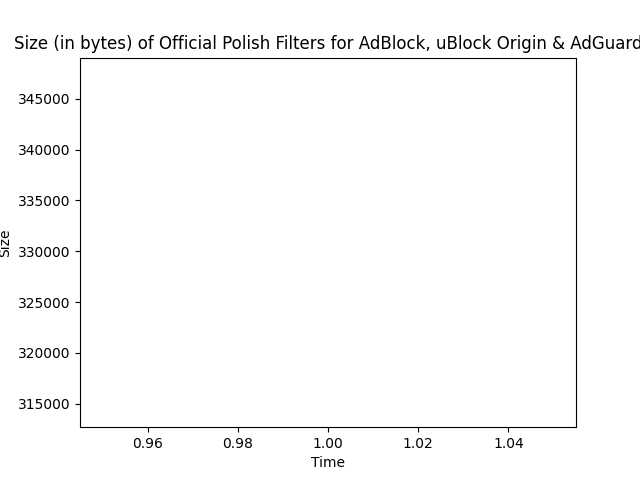 Size (in bytes) of Official Polish Filters for AdBlock, uBlock Origin & AdGuard
345000
340000
335000
330000
325000
320000
315000
Size
0.96 0.98 1.00 1.02 1.04
Time